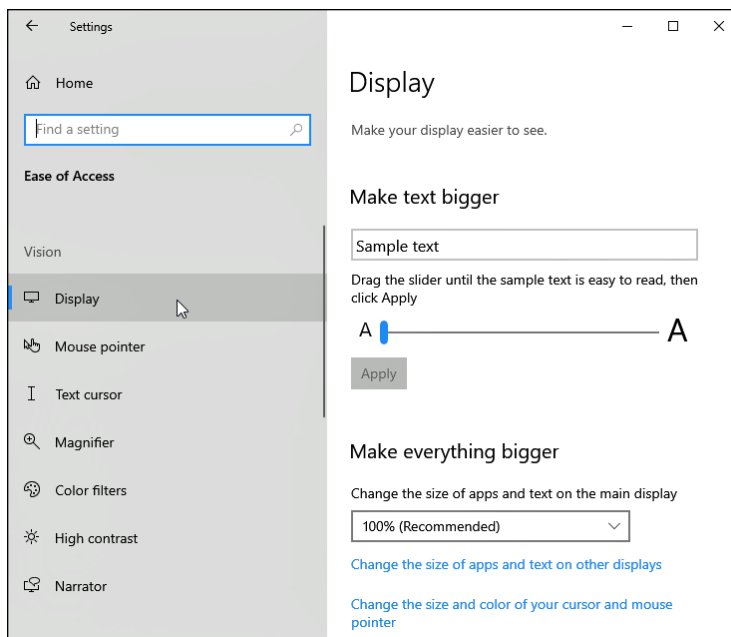 Settings
Home
Find a setting
Ease of Access
Vision
Display
Mouse pointer
Text cursor
Magnifier
Color filters
High contrast
Narrator
Display
Make your display easier to see.
Make text bigger
Sample text
Drag the slider until the sample text is easy to read, then
click Apply
A A
Apply
Make everything bigger
Change the size of apps and text on the main display
100% (Recommended)
Change the size of apps and text on other displays
Change the size and color of your cursor and mouse
pointer